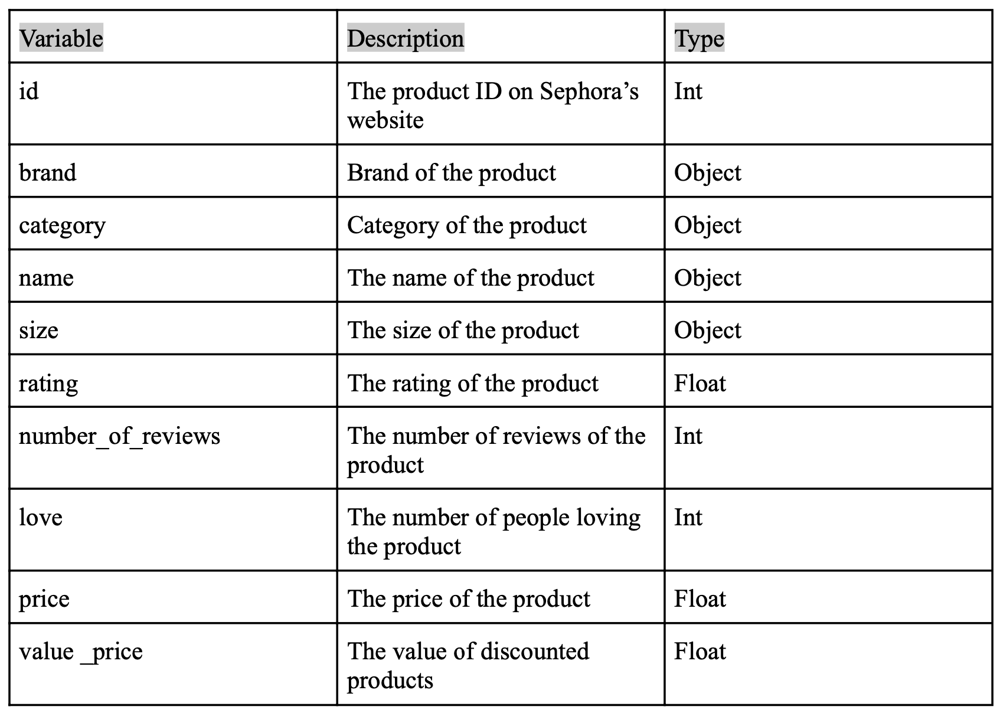 Variable Description Type
id The product ID on Sephora’s Int
website
brand Brand of the product Object
category Category of the product Object
name The name of the product Object
size The size of the product Object
rating The rating of the product Float
number_of_reviews The number of reviews of the Int
product
love The number of people loving Int
the product
price The price of the product Float
value _price The value of discounted Float
products